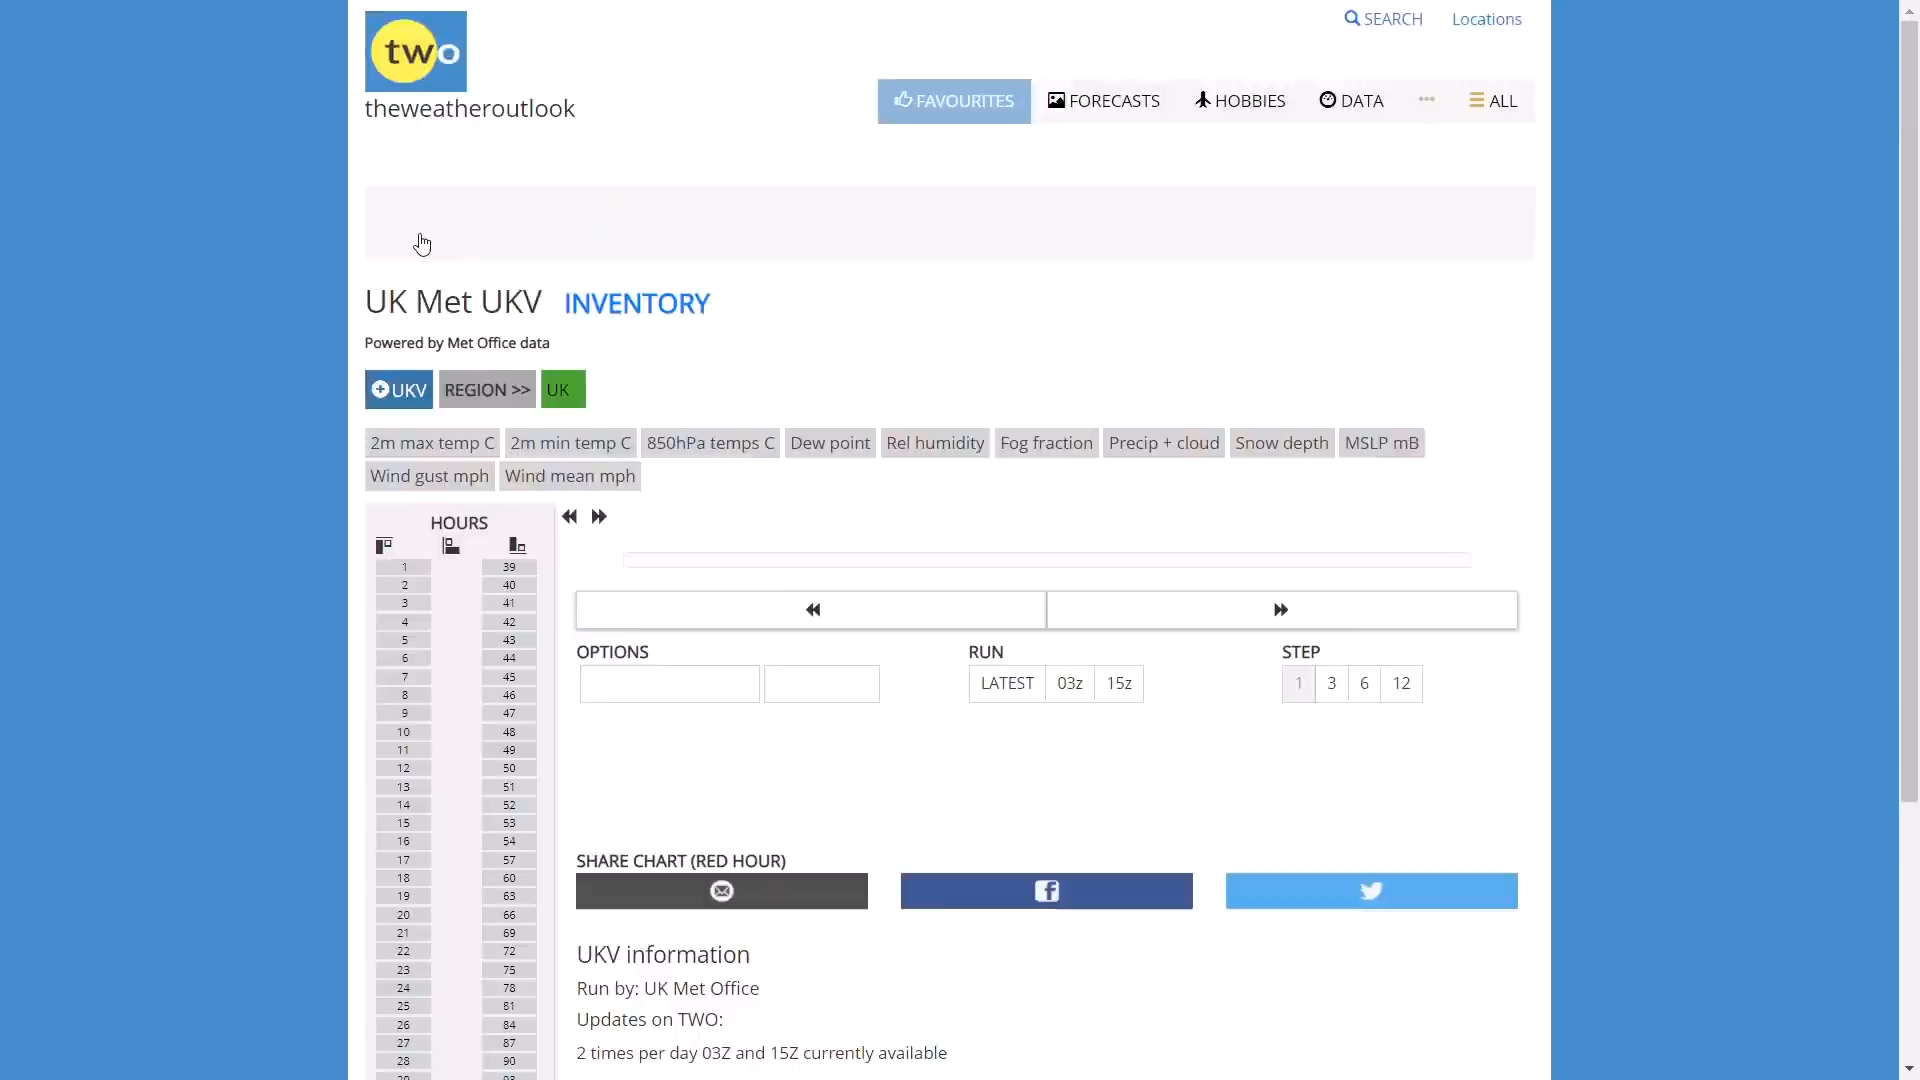 SEARCH Locations
two
theweatheroutlook
FAVOURITES FORECASTS HOBBIES DATA ... ALL
UK Met UKV INVENTORY
Powered by Met Office data
UKV REGION >> UK
2m max temp C 2m min temp C 850hPa temps C Dew point Rel humidity Fog fraction Precip + cloud Snow depth MSLP mB
Wind gust mph Wind mean mph
HOURS
1 39
2 40
3 41
4 42
5 43
6 44
7 45
8 46
9 47
10 48
11 49
12 50
13 51
14 52
15 53
16 54
17 57
18 60
19 63
20 66
21 69
22 72
23 75
24 78
25 81
26 84
27 87
28 90
29 93
OPTIONS RUN STEP
LATEST 03z 15z 1 3 6 12
SHARE CHART (RED HOUR)
UKV information
Run by: UK Met Office
Updates on TWO:
2 times per day 03Z and 15Z currently available